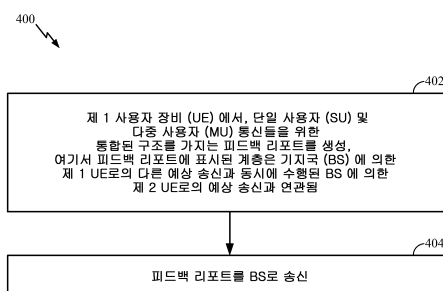 400
402
제 1 사용자 장비 (UE) 에서, 단일 사용자 (SU) 및
다중 사용자 (MU) 통신들을 위한
통합된 구조를 가지는 피드백 리포트를 생성,
여기서 피드백 리포트에 표시된 계층은 기지국 (BS) 에 의한
제 1 UE로의 다른 예상 송신과 동시에 수행된 BS 에 의한
제 2 UE로의 예상 송신과 연관됨
404
피드백 리포트를 BS로 송신